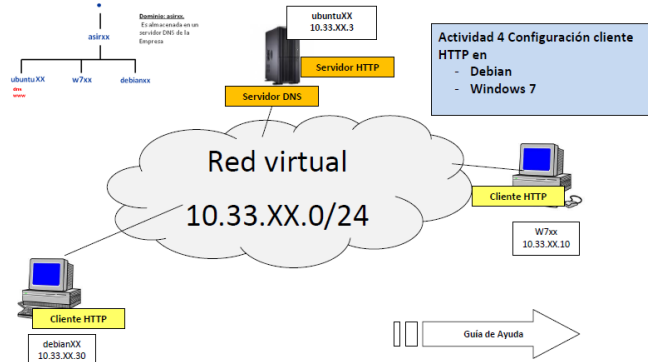 Dominio: asirxx.
Es almacenada en un
servidor DNS de la
Empresa
asirxx
ubuntuXX
w7xx
debianxx
dns
www
ubuntuXX
10.33.XX.3
Servidor HTTP
Servidor DNS
Actividad 4 Configuración cliente
HTTP en
- Debian
- Windows 7
Red virtual
10.33.XX.0/24
Cliente HTTP
W7xx
10.33.XX.10
Cliente HTTP
debianXX
10.33.XX.30
Guía de Ayuda